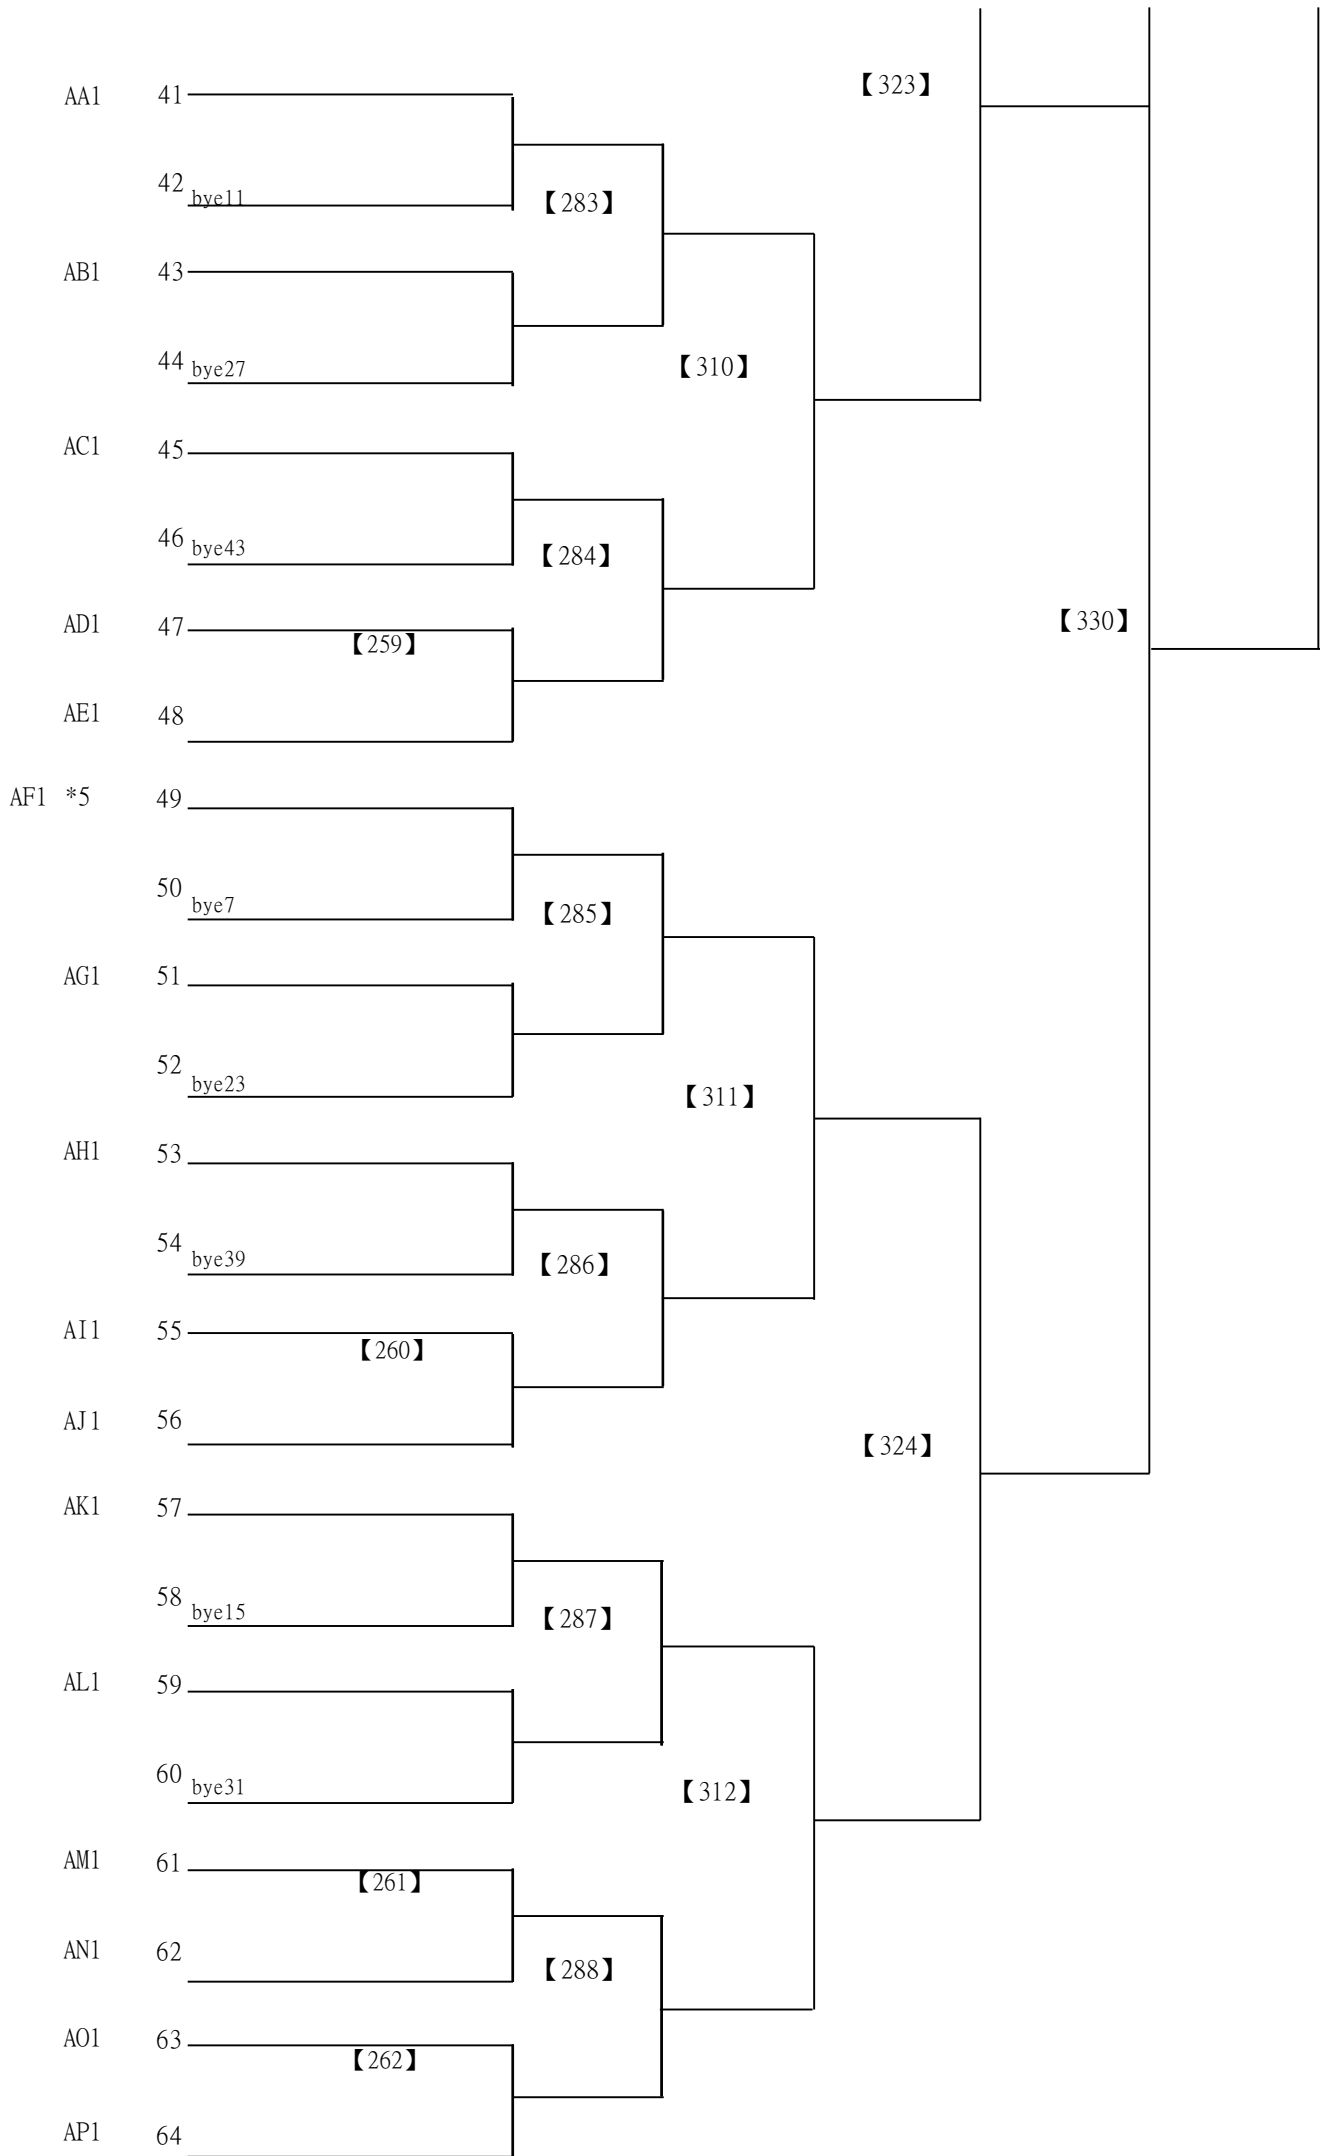 【323】
AA1 41
42 bye11
【283】
AB1 43
44 bye27
【310】
AC1 45
46 bye43
【284】
AD1 47
【259】
【330】
AE1 48
AF1 *5 49
50 bye7
【285】
AG1 51
52 bye23
【311】
AH1 53
54 bye39
【286】
AI1 55
【260】
AJ1 56
【324】
AK1 57
58 bye15
【287】
AL1 59
60 bye31
【312】
AM1 61
【261】
AN1 62
【288】
AO1 63
【262】
AP1 64